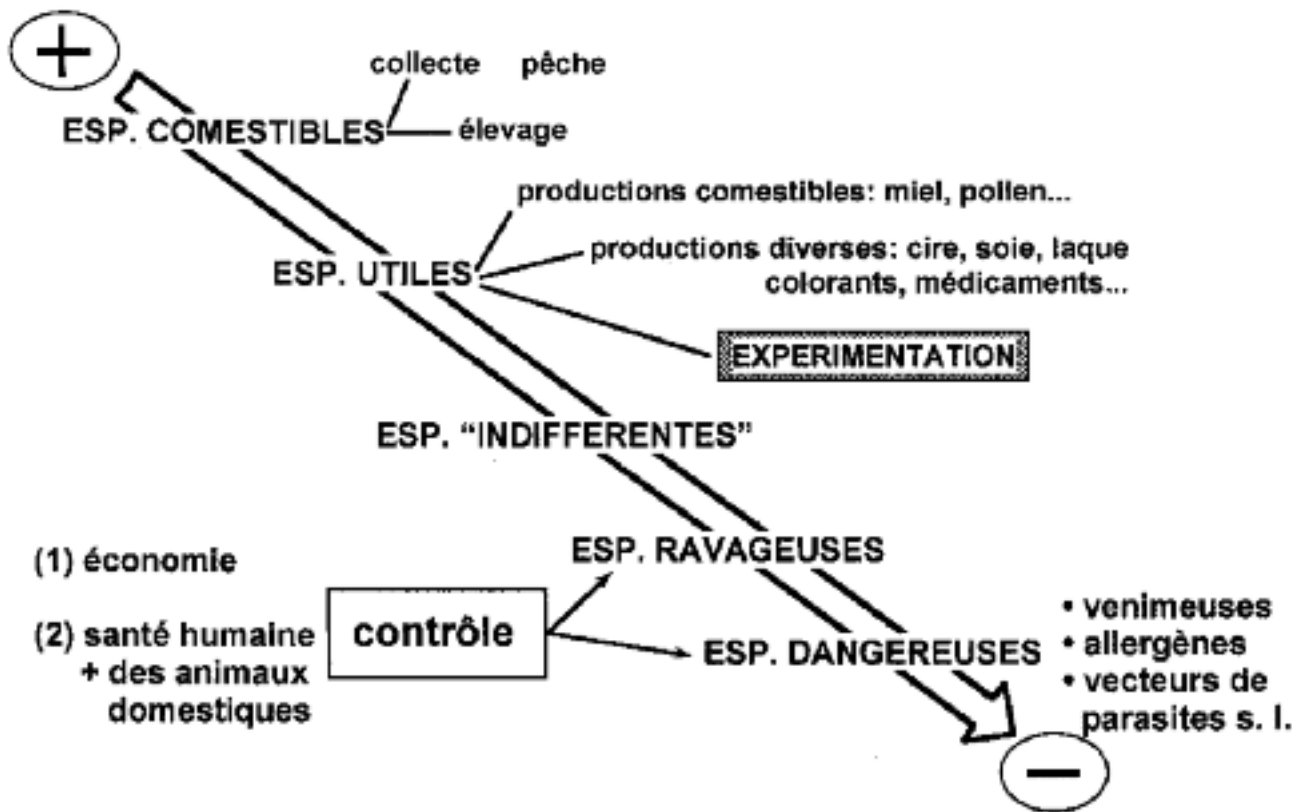 +
collecte pêche
ESP. COMESTIBLES
élevage
productions comestibles: miel, pollen...
productions diverses: cire, soie, laque
colorants, médicaments...
ESP. UTILES
EXPERIMENTATION
ESP. “INDIFFERENTES”
ESP. RAVAGEUSES
(1) économie
(2) santé humaine
+ des animaux
domestiques
contrôle
ESP. DANGEREUSES
• venimeuses
• allergènes
• vecteurs de
parasites s. l.
−